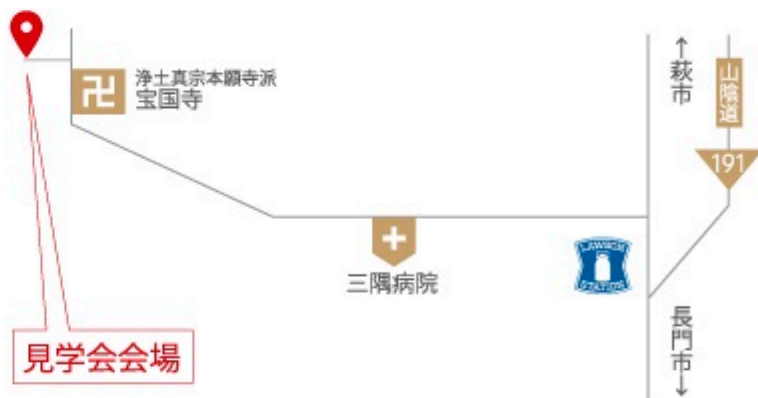 浄土真宗本願寺派
宝国寺
↑萩市
山陰道
191
三隅病院
LAWSON
STATION
見学会会場
長門市↓